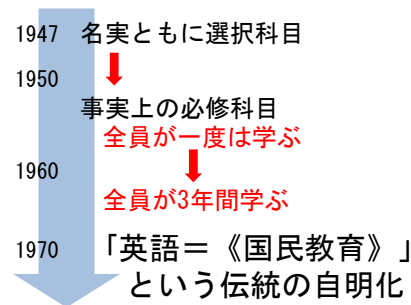 1947 名実ともに選択科目
1950
事実上の必修科目
全員が一度は学ぶ
1960
全員が3年間学ぶ
1970 「英語＝《国民教育》」
という伝統の自明化